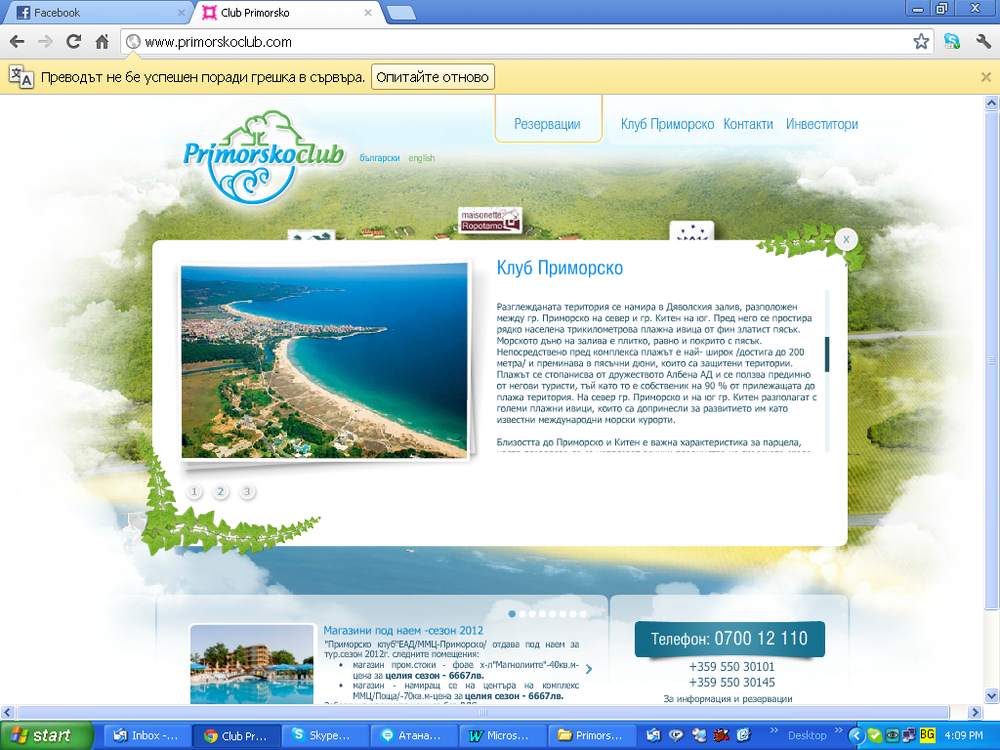 Facebook
Club Primorsko
www.primorskoclub.com
Преводът не бе успешен поради грешка в сървъра. Опитайте отново
Резервации Клуб Приморско Контакти Инвеститори
Primorskoclub
български english
maisonette
Ropotamo
x
Клуб Приморско
Разглежданата територия се намира в Дяволския залив, разположен
между гр. Приморско на север и гр. Китен на юг. Пред него се простира
рядко населена трикилометрова плажна ивица от фин златист пясък.
Морското дъно на залива е плитко, равно и покрито с пясък.
Непосредствено пред комплекса плажът е най- широк /достига до 200
метра/ и преминава в пясъчни дюни, които са защитени територии.
Плажът се стопанисва от дружеството Албена АД и се ползва предимно
от негови туристи, тъй като то е собственик на 90 % от прилежащата до
плажа територия. На север гр. Приморско и на юг гр. Китен разполагат с
големи плажни ивици, които са допринесли за развитието им като
известни международни морски курорти.
Близостта до Приморско и Китен е важна характеристика за парцела,
1 2 3
Магазини под наем -сезон 2012
"Приморско клуб"ЕАД/ММЦ-Приморско/ отдава под наем за
тур.сезон 2012г. следните помещения:
• магазин пром.стоки - фоае х-л"Магнолиите"-40кв.м-
цена за целия сезон - 6667лв.
• магазин - намиращ се на центъра на комплекс
ММЦ/Поща/-70кв.м-цена за целия сезон - 6667лв.
Телефон: 0700 12 110
+359 550 30101
+359 550 30145
За информация и резервации
start Inbox -... Club Pr... Skype... Атана... Micros... Primors... Desktop BG 4:09 PM